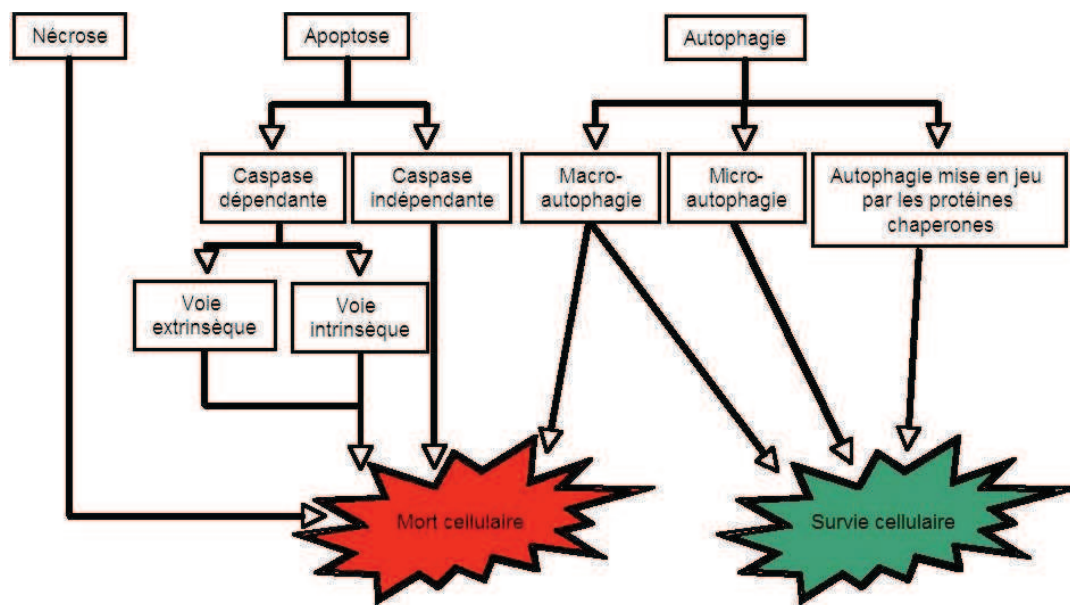 Nécrose
Apoptose
Autophagie
Caspase
dépendante
Caspase
indépendante
Macro-
autophagie
Micro-
autophagie
Autophagie mise en jeu
par les protéines
chaperones
Voie
extrinsèque
Voie
intrinsèque
Mort cellulaire
Survie cellulaire